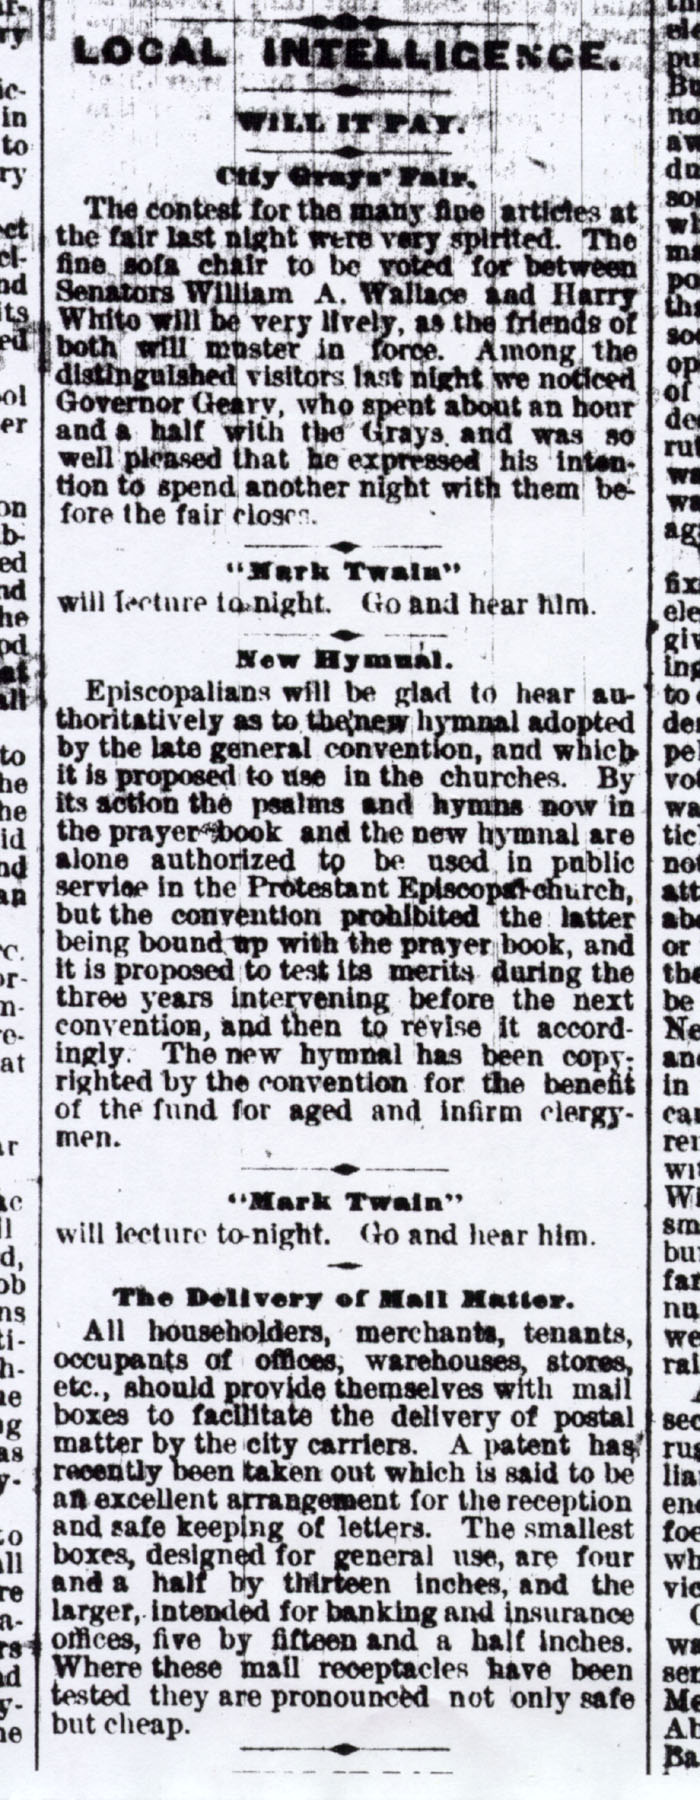 LOCAL INTELLIGENCE.
WILL IT PAY.
City Grays' Fair.
The contest for the many fine articles at
the fair last night were very spirited. The
fine sofa chair to be voted for between
Senators William A. Wallace and Harry
White will be very lively, as the friends of
both will muster in force. Among the
distinguished visitors last night we noticed
Governor Geary, who spent about an hour
and a half with the Grays and was so
well pleased that he expressed his inten-
tion to spend another night with them be-
fore the fair closes.
"Mark Twain"
will lecture to-night. Go and hear him.
New Hymnal.
Episcopalians will be glad to hear au-
thoritatively as to the new hymnal adopted
by the late general convention, and which
it is proposed to use in the churches. By
its action the psalms and hymns now in
the prayer book and the new hymnal are
alone authorized to be used in public
service in the Protestant Episcopal church,
but the convention prohibited the latter
being bound up with the prayer book, and
it is proposed to test its merits during the
three years intervening before the next
convention, and then to revise it accord-
ingly. The new hymnal has been copy-
righted by the convention for the benefit
of the fund for aged and infirm clergy-
men.
"Mark Twain"
will lecture to-night. Go and hear him.
The Delivery of Mail Matter.
All householders, merchants, tenants,
occupants of offices, warehouses, stores,
etc., should provide themselves with mail
boxes to facilitate the delivery of postal
matter by the city carriers. A patent has
recently been taken out which is said to be
an excellent arrangement for the reception
and safe keeping of letters. The smallest
boxes, designed for general use, are four
and a half by thirteen inches, and the
larger, intended for banking and insurance
offices, five by fifteen and a half inches.
Where these mail receptacles have been
tested they are pronounced not only safe
but cheap.